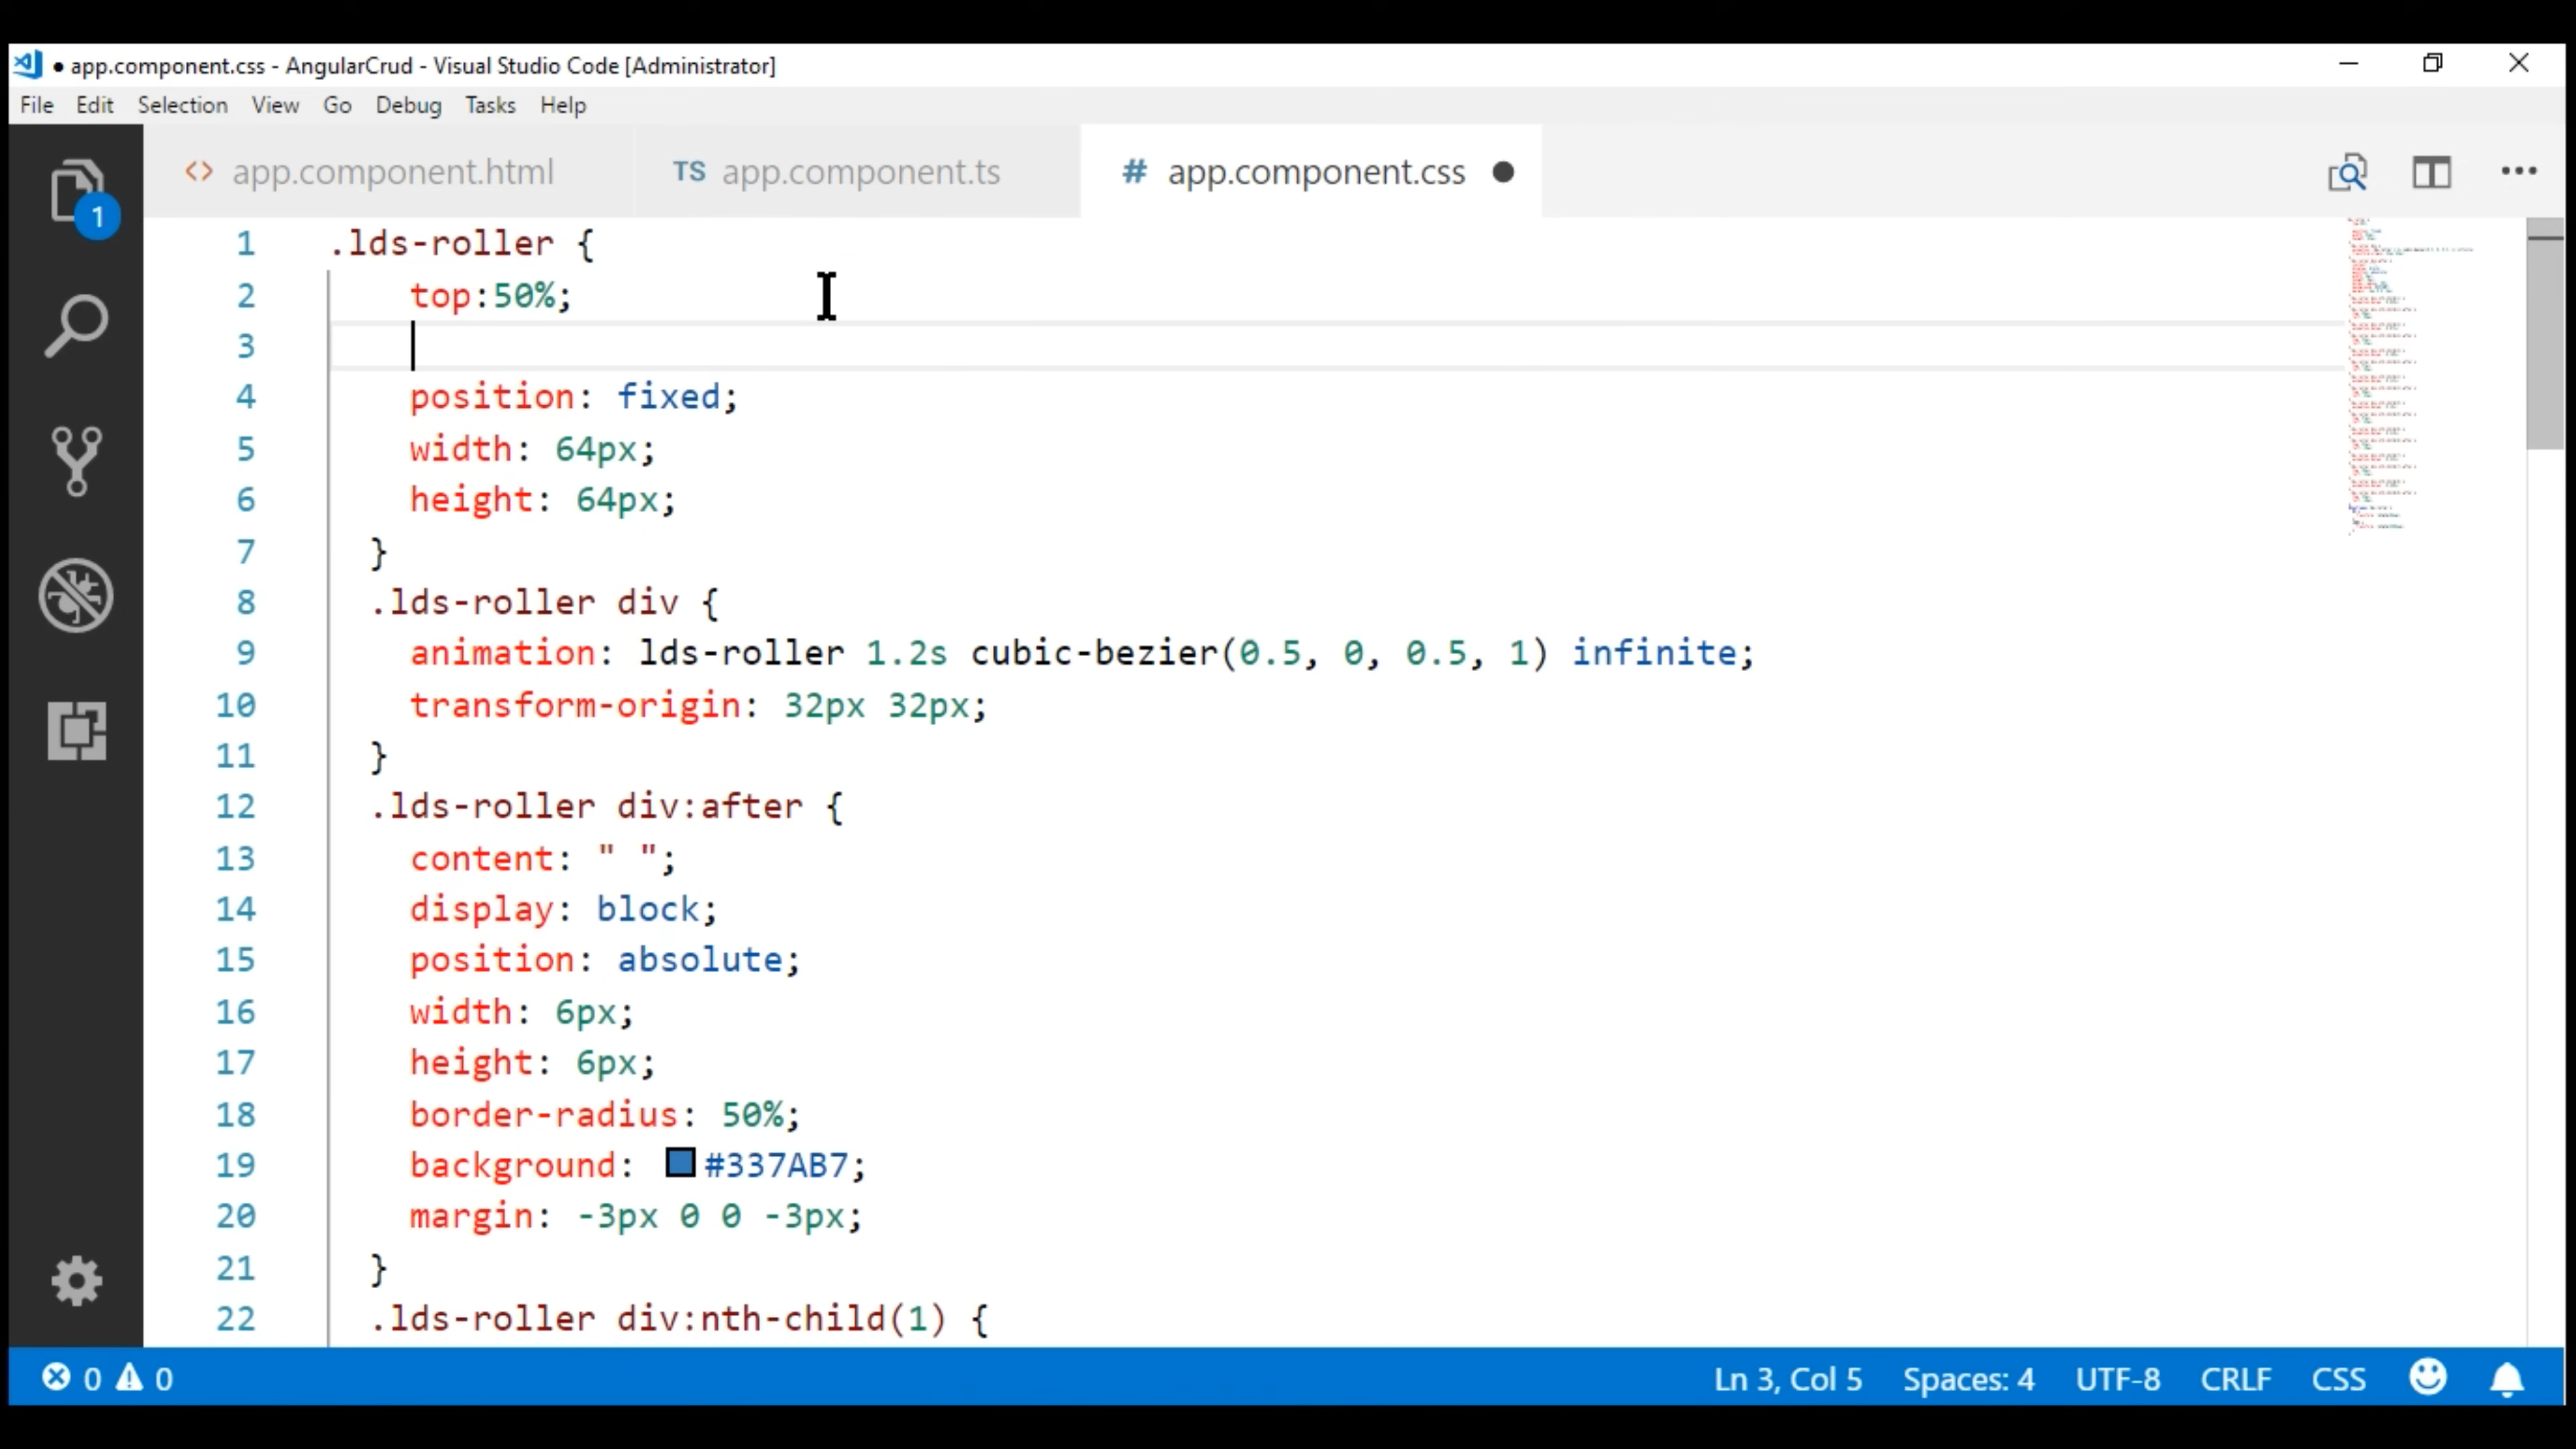 ● app.component.css - AngularCrud - Visual Studio Code [Administrator]
File Edit Selection View Go Debug Tasks Help
<> app.component.html TS app.component.ts # app.component.css ●
1
1 .lds-roller {
2 top:50%;
3
4 position: fixed;
5 width: 64px;
6 height: 64px;
7 }
8 .lds-roller div {
9 animation: lds-roller 1.2s cubic-bezier(0.5, 0, 0.5, 1) infinite;
10 transform-origin: 32px 32px;
11 }
12 .lds-roller div:after {
13 content: " ";
14 display: block;
15 position: absolute;
16 width: 6px;
17 height: 6px;
18 border-radius: 50%;
19 background: #337AB7;
20 margin: -3px 0 0 -3px;
21 }
22 .lds-roller div:nth-child(1) {
0 0 Ln 3, Col 5 Spaces: 4 UTF-8 CRLF CSS